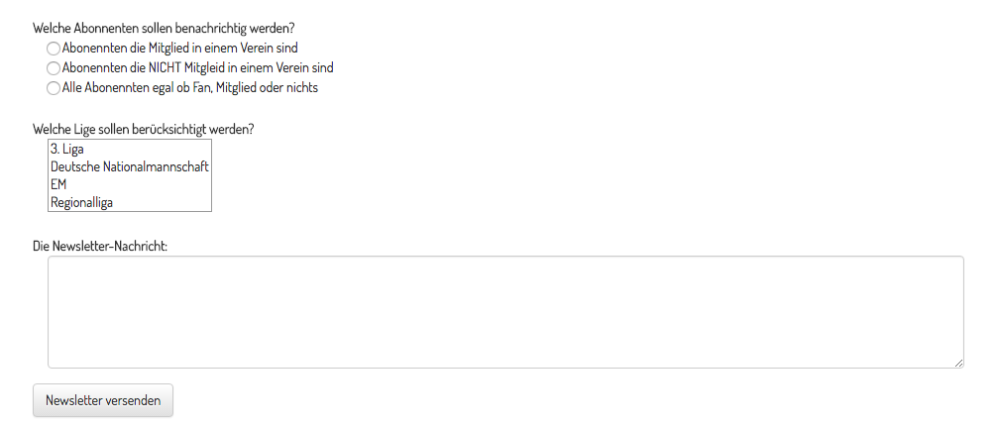 Welche Abonnenten sollen benachrichtig werden?
Abonennten die Mitglied in einem Verein sind
Abonennten die NICHT Mitgleid in einem Verein sind
Alle Abonennten egal ob Fan, Mitglied oder nichts
Welche Lige sollen berücksichtigt werden?
3. Liga
Deutsche Nationalmannschaft
EM
Regionalliga
Die Newsletter-Nachricht:
Newsletter versenden